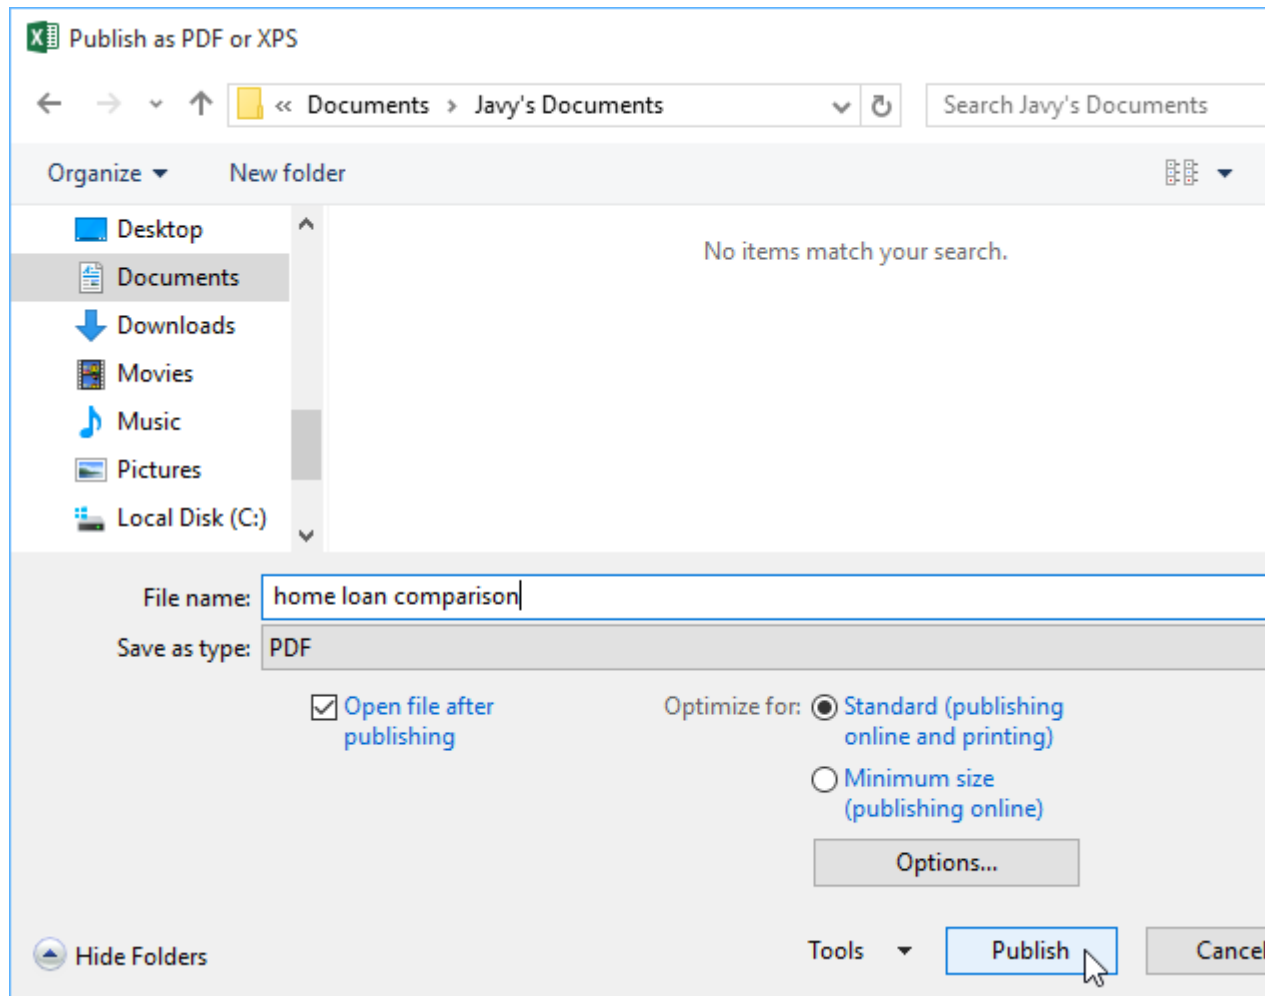 Publish as PDF or XPS
« Documents > Javy's Documents
Search Javy's Documents
Organize
New folder
Desktop
Documents
Downloads
Movies
Music
Pictures
Local Disk (C:)
No items match your search.
File name: home loan comparison
Save as type: PDF
Open file after
publishing
Optimize for: Standard (publishing
online and printing)
Minimum size
(publishing online)
Options...
Hide Folders
Tools
Publish
Cancel